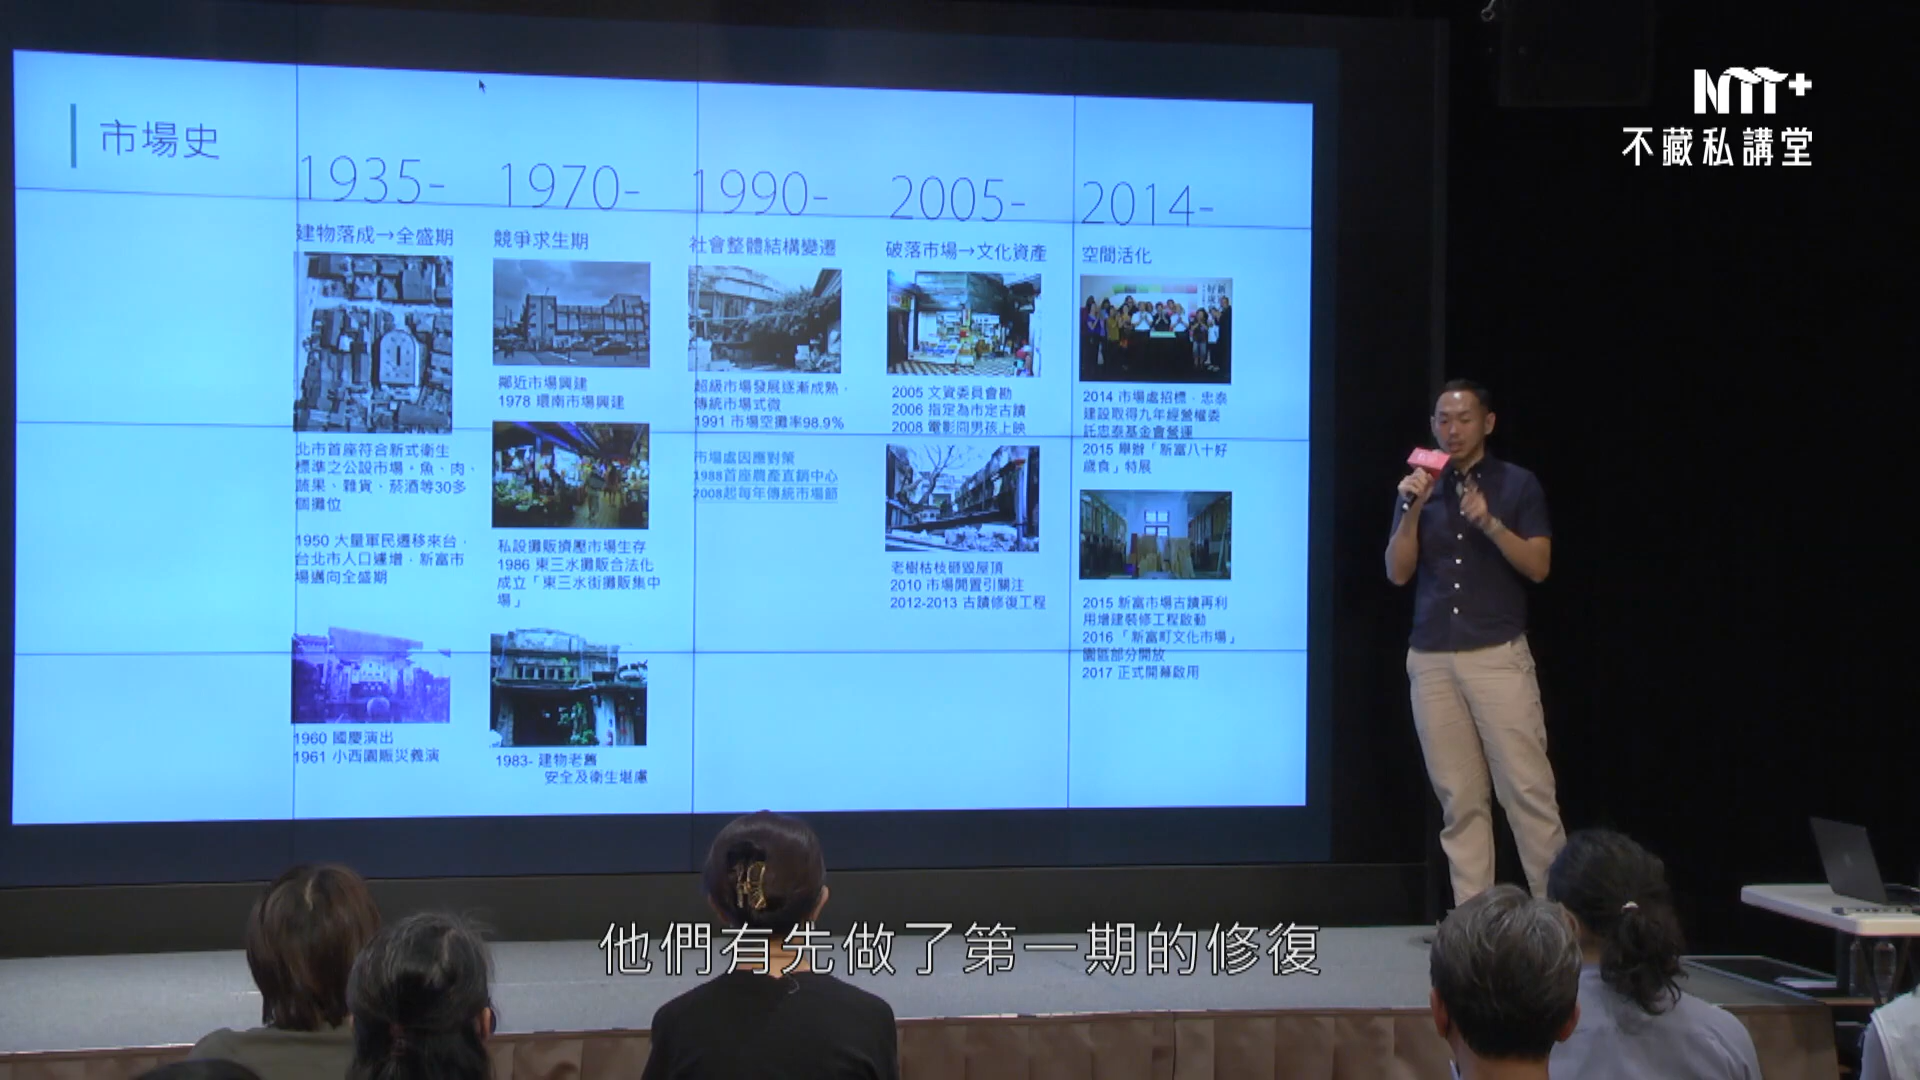 市場史
1935-
建物落成→全盛期
北市首座符合新式衛生
標準之公設市場，魚、肉、
蔬果、雜貨、菸酒等30多
個攤位
1950 大量軍民遷移來台，
台北市人口遽增，新富市
場邁向全盛期
1960 國慶演出
1961 小西園賑災義演
1970-
競爭求生期
鄰近市場興建
1978 環南市場興建
私設攤販擠壓市場生存
1986 東三水攤販合法化
成立「東三水街攤販集中
場」
1983- 建物老舊
安全及衛生堪慮
1990-
社會整體結構變遷
超級市場發展逐漸成熟，
傳統市場式微
1991 市場空攤率98.9%
市場處因應對策
1988首座農產直銷中心
2008起每年傳統市場節
2005-
破落市場→文化資產
2005 文資委員會勘
2006 指定為市定古蹟
2008 電影囧男孩上映
老樹枯枝砸毀屋頂
2010 市場閒置引關注
2012-2013 古蹟修復工程
2014-
空間活化
2014 市場處招標，忠泰
建設取得九年經營權委
託忠泰基金會營運
2015 舉辦「新富八十好
歲食」特展
2015 新富市場古蹟再利
用增建裝修工程啟動
2016「新富町文化市場」
園區部分開放
2017 正式開幕啟用
NTT+
不藏私講堂
他們有先做了第一期的修復